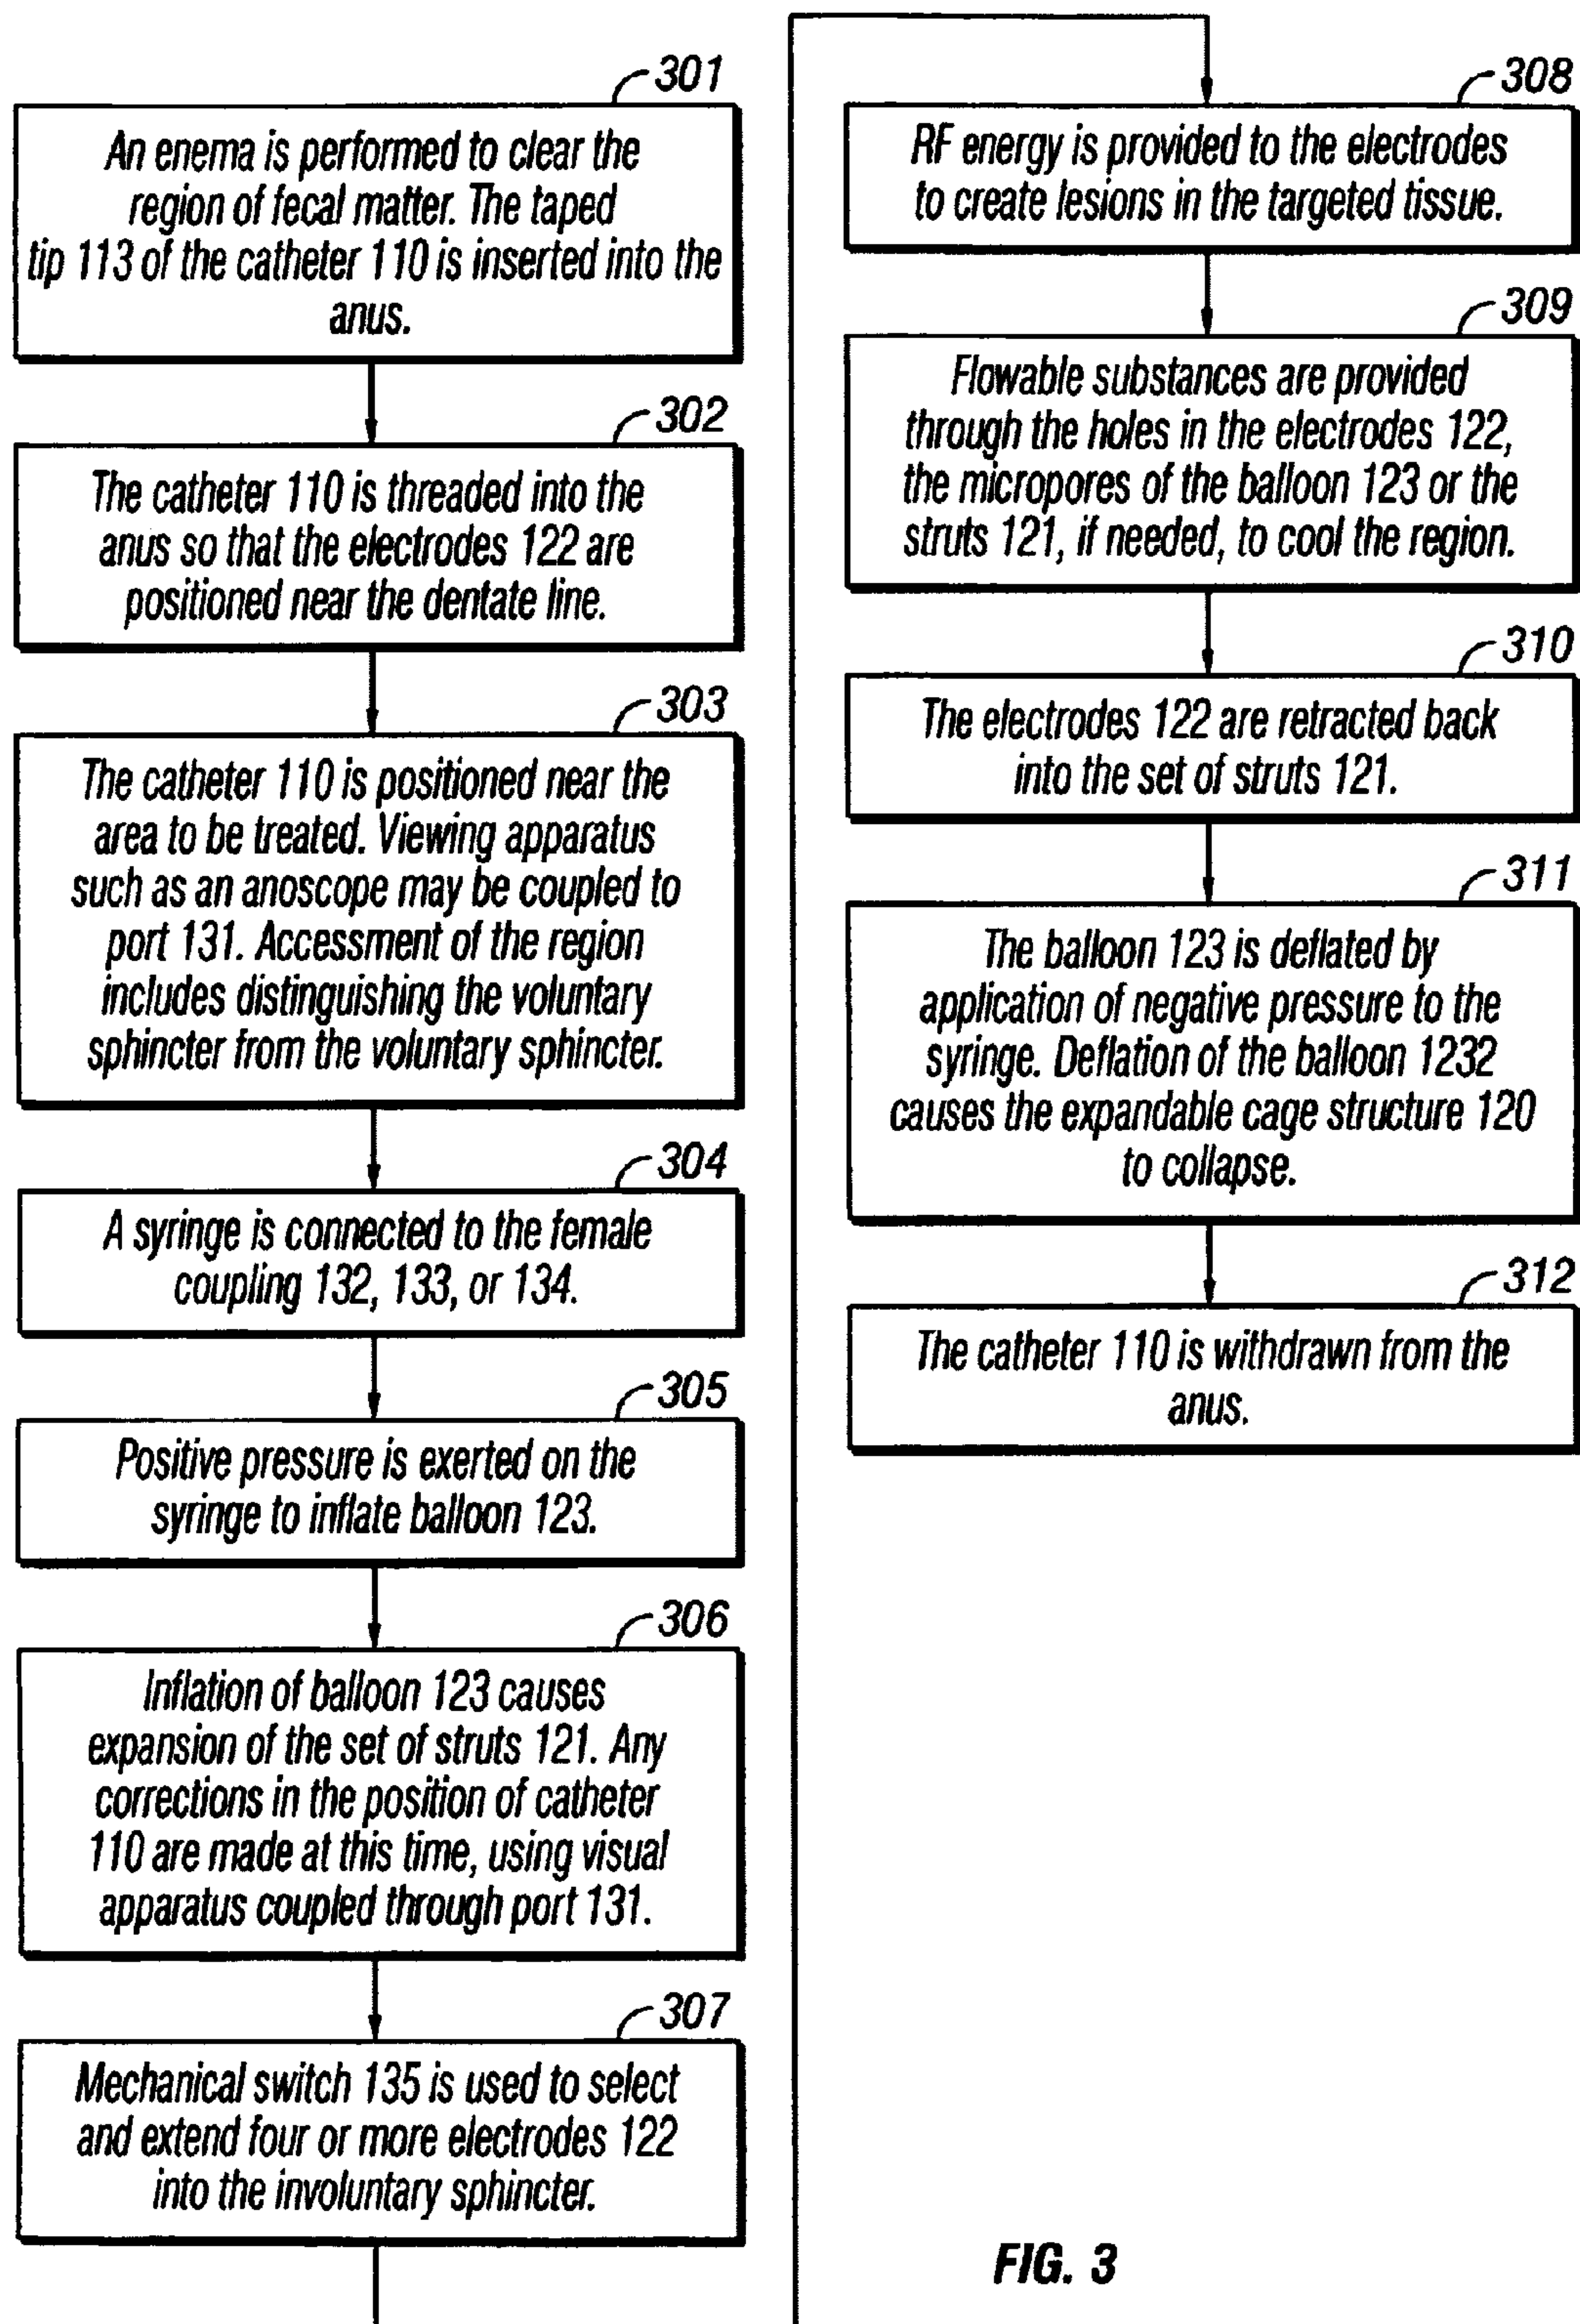 301
An enema is performed to clear the
region of fecal matter. The taped
tip 113 of the catheter 110 is inserted into the
anus.
302
The catheter 110 is threaded into the
anus so that the electrodes 122 are
positioned near the dentate line.
303
The catheter 110 is positioned near the
area to be treated. Viewing apparatus
such as an anoscope may be coupled to
port 131. Accessment of the region
includes distinguishing the voluntary
sphincter from the voluntary sphincter.
304
A syringe is connected to the female
coupling 132, 133, or 134.
305
Positive pressure is exerted on the
syringe to inflate balloon 123.
306
Inflation of balloon 123 causes
expansion of the set of struts 121. Any
corrections in the position of catheter
110 are made at this time, using visual
apparatus coupled through port 131.
307
Mechanical switch 135 is used to select
and extend four or more electrodes 122
into the involuntary sphincter.
308
RF energy is provided to the electrodes
to create lesions in the targeted tissue.
309
Flowable substances are provided
through the holes in the electrodes 122,
the micropores of the balloon 123 or the
struts 121, if needed, to cool the region.
310
The electrodes 122 are retracted back
into the set of struts 121.
311
The balloon 123 is deflated by
application of negative pressure to the
syringe. Deflation of the balloon 1232
causes the expandable cage structure 120
to collapse.
312
The catheter 110 is withdrawn from the
anus.
FIG. 3